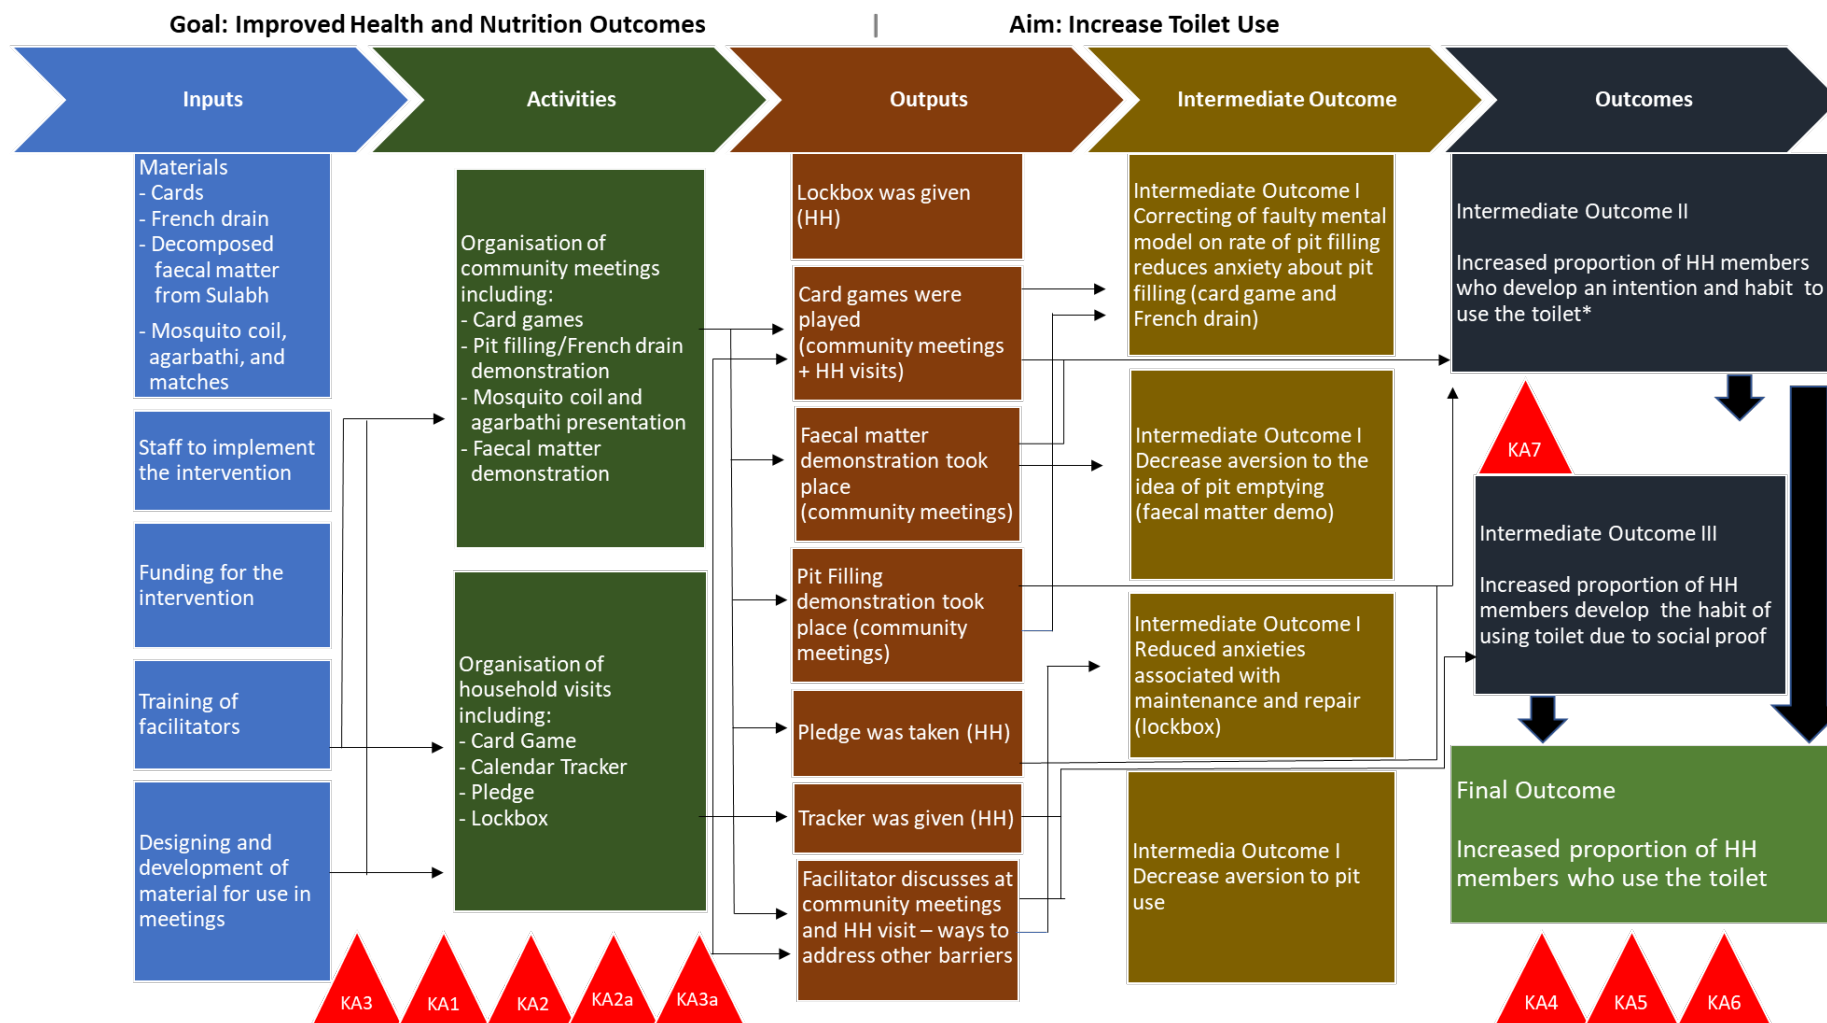 Goal: Improved Health and Nutrition Outcomes | Aim: Increase Toilet Use
Inputs
Activities
Outputs
Intermediate Outcome
Outcomes
Materials
- Cards
- French drain
- Decomposed
faecal matter
from Sulabh
- Mosquito coil,
agarbathi, and
matches
Staff to implement
the intervention
Funding for the
intervention
Training of
facilitators
Designing and
development of
material for use in
meetings
Organisation of
community meetings
including:
- Card games
- Pit filling/French drain
demonstration
- Mosquito coil and
agarbathi presentation
- Faecal matter
demonstration
Organisation of
household visits
including:
- Card Game
- Calendar Tracker
- Pledge
- Lockbox
Lockbox was given
(HH)
Card games were
played
(community meetings
+ HH visits)
Faecal matter
demonstration took
place
(community meetings)
Pit Filling
demonstration took
place (community
meetings)
Pledge was taken (HH)
Tracker was given (HH)
Facilitator discusses at
community meetings
and HH visit – ways to
address other barriers
Intermediate Outcome I
Correcting of faulty mental
model on rate of pit filling
reduces anxiety about pit
filling (card game and
French drain)
Intermediate Outcome I
Decrease aversion to the
idea of pit emptying
(faecal matter demo)
Intermediate Outcome I
Reduced anxieties
associated with
maintenance and repair
(lockbox)
Intermedia Outcome I
Decrease aversion to pit
use
Intermediate Outcome II
Increased proportion of HH members
who develop an intention and habit to
use the toilet*
KA7
Intermediate Outcome III
Increased proportion of HH
members develop the habit of
using toilet due to social proof
Final Outcome
Increased proportion of HH
members who use the toilet
KA3
KA1
KA2
KA2a
KA3a
KA4
KA5
KA6